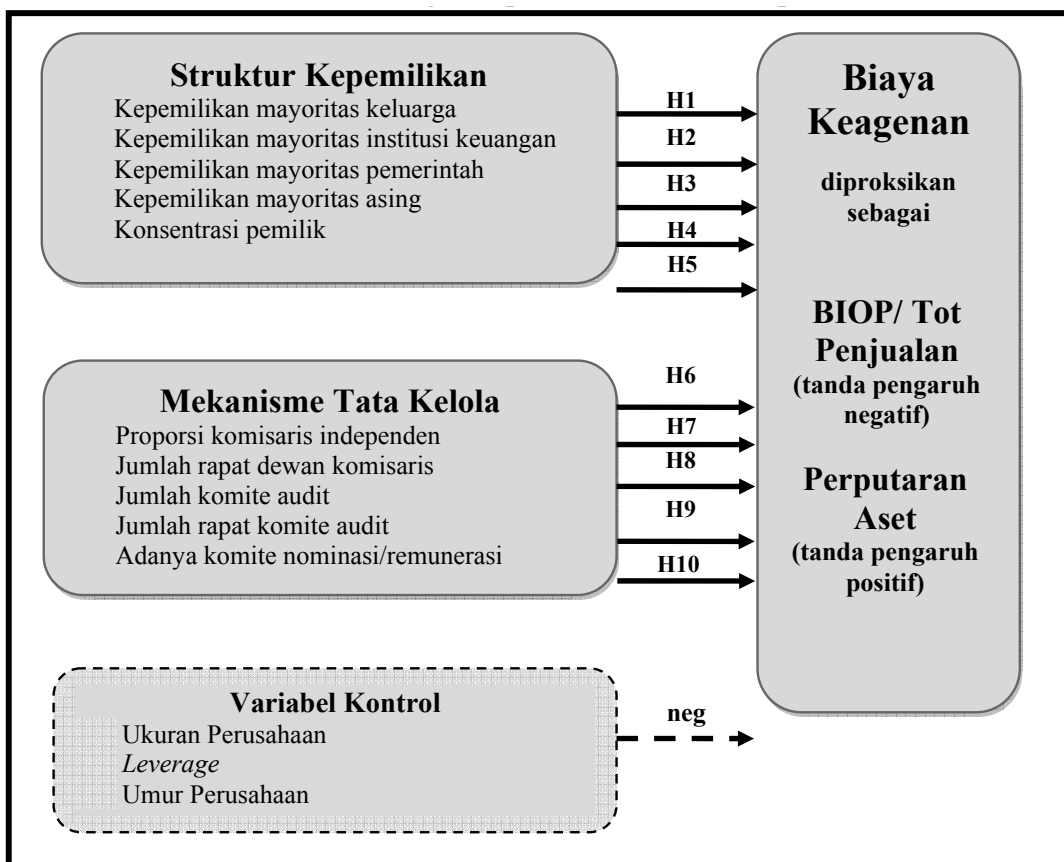 Struktur Kepemilikan
Kepemilikan mayoritas keluarga
Kepemilikan mayoritas institusi keuangan
Kepemilikan mayoritas pemerintah
Kepemilikan mayoritas asing
Konsentrasi pemilik
H1
H2
H3
H4
H5
Mekanisme Tata Kelola
Proporsi komisaris independen
Jumlah rapat dewan komisaris
Jumlah komite audit
Jumlah rapat komite audit
Adanya komite nominasi/remunerasi
H6
H7
H8
H9
H10
Variabel Kontrol
Ukuran Perusahaan
Leverage
Umur Perusahaan
neg
Biaya
Keagenan
diproksikan
sebagai
BIOP/ Tot
Penjualan
(tanda pengaruh
negatif)
Perputaran
Aset
(tanda pengaruh
positif)